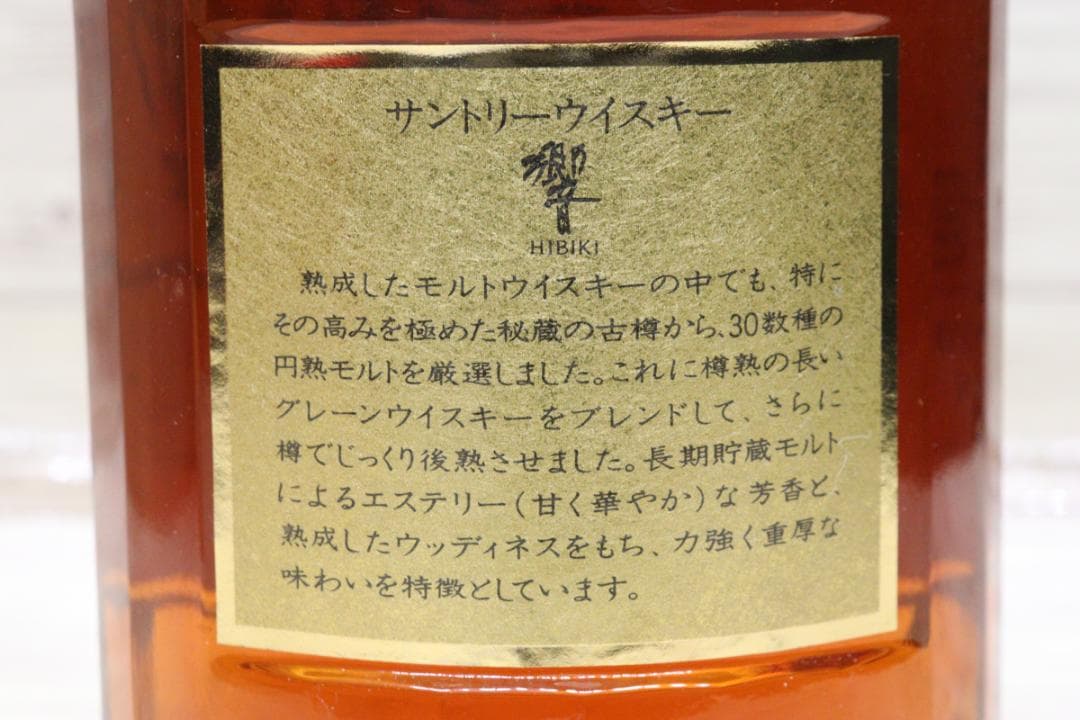 サントリーウイスキー
響
HIBIKI
熟成したモルトウイスキーの中でも、特に
その高みを極めた秘蔵の古樽から、30数種の
円熟モルトを厳選しました。これに樽熟の長い
グレーンウイスキーをブレンドして、さらに
樽でじっくり後熟させました。長期貯蔵モルト
によるエステリー(甘く華やか)な芳香と、
熟成したウッディネスをもち、力強く重厚な
味わいを特徴としています。